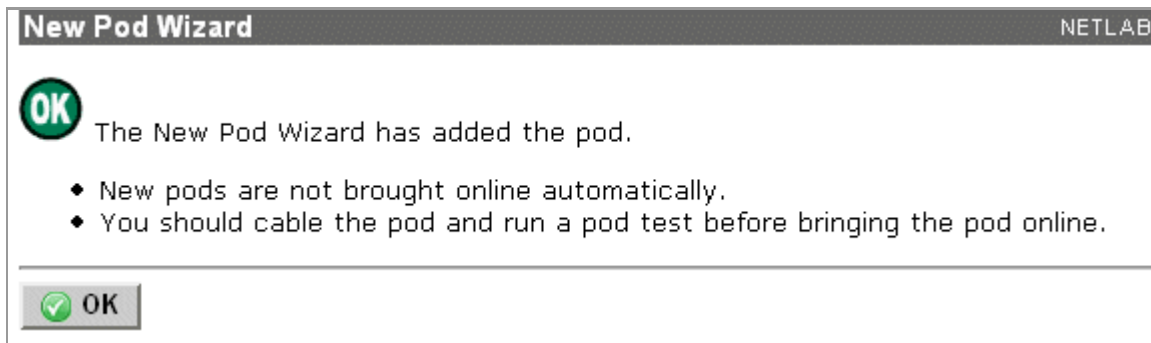 New Pod Wizard NETLAB
OK
The New Pod Wizard has added the pod.
• New pods are not brought online automatically.
• You should cable the pod and run a pod test before bringing the pod online.
OK